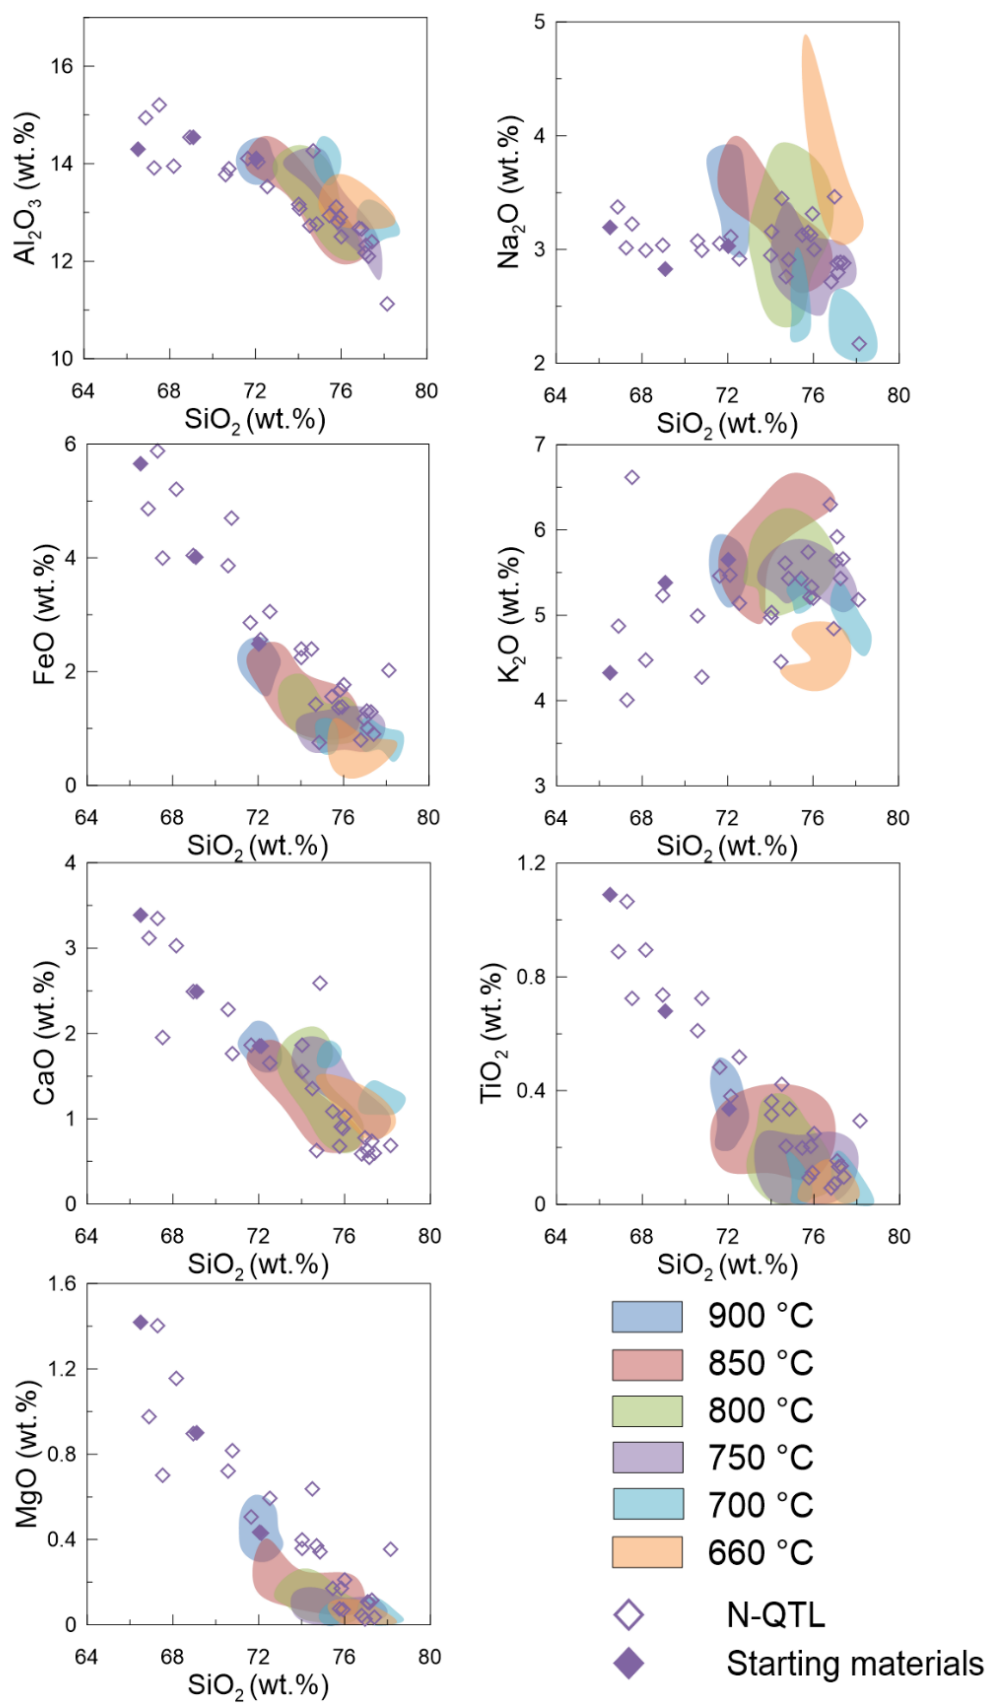 16
14
12
10
Al₂O₃ (wt.%)
64 68 72 76 80
SiO₂ (wt.%)
5
4
3
2
Na₂O (wt.%)
64 68 72 76 80
SiO₂ (wt.%)
6
4
2
0
FeO (wt.%)
64 68 72 76 80
SiO₂ (wt.%)
7
6
5
4
3
K₂O (wt.%)
64 68 72 76 80
SiO₂ (wt.%)
4
3
2
1
0
CaO (wt.%)
64 68 72 76 80
SiO₂ (wt.%)
1.2
0.8
0.4
0
TiO₂ (wt.%)
64 68 72 76 80
SiO₂ (wt.%)
1.6
1.2
0.8
0.4
0
MgO (wt.%)
64 68 72 76 80
SiO₂ (wt.%)
900 °C
850 °C
800 °C
750 °C
700 °C
660 °C
N-QTL
Starting materials